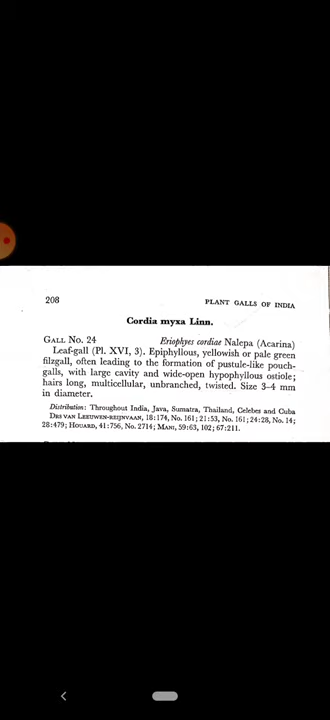 208
PLANT GALLS OF INDIA
Cordia myxa Linn.
GALL No. 24 Eriophyes cordiae Nalepa (Acarina)
Leaf-gall (Pl. XVI, 3). Epiphyllous, yellowish or pale green
filzgall, often leading to the formation of pustule-like pouch-
galls, with large cavity and wide-open hypophyllous ostiole;
hairs long, multicellular, unbranched, twisted. Size 3–4 mm
in diameter.
Distribution: Throughout India, Java, Sumatra, Thailand, Celebes and Cuba
DES VAN LEEUWEN-REIJNVAAN, 18:174, No. 161; 21:53, No. 161; 24:28, No. 14;
28:479; HOUARD, 41:756, No. 2714; MANI, 59:63, 102; 67:211.